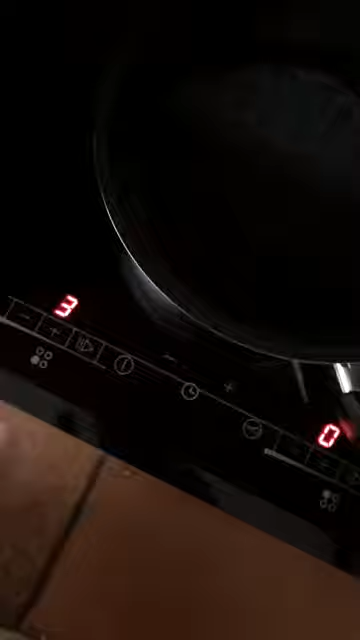 3
- +
- +
0